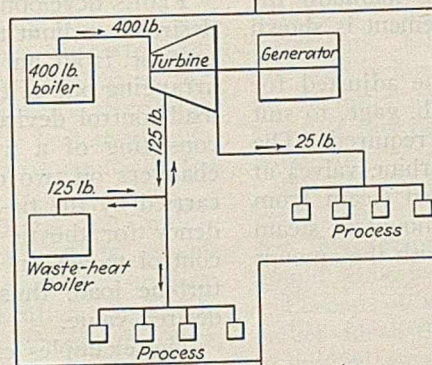 400 lb.
400 lb.
boiler
Turbine
Generator
125 lb.
25 lb.
125 lb.
Waste-heat
boiler
Process
Process